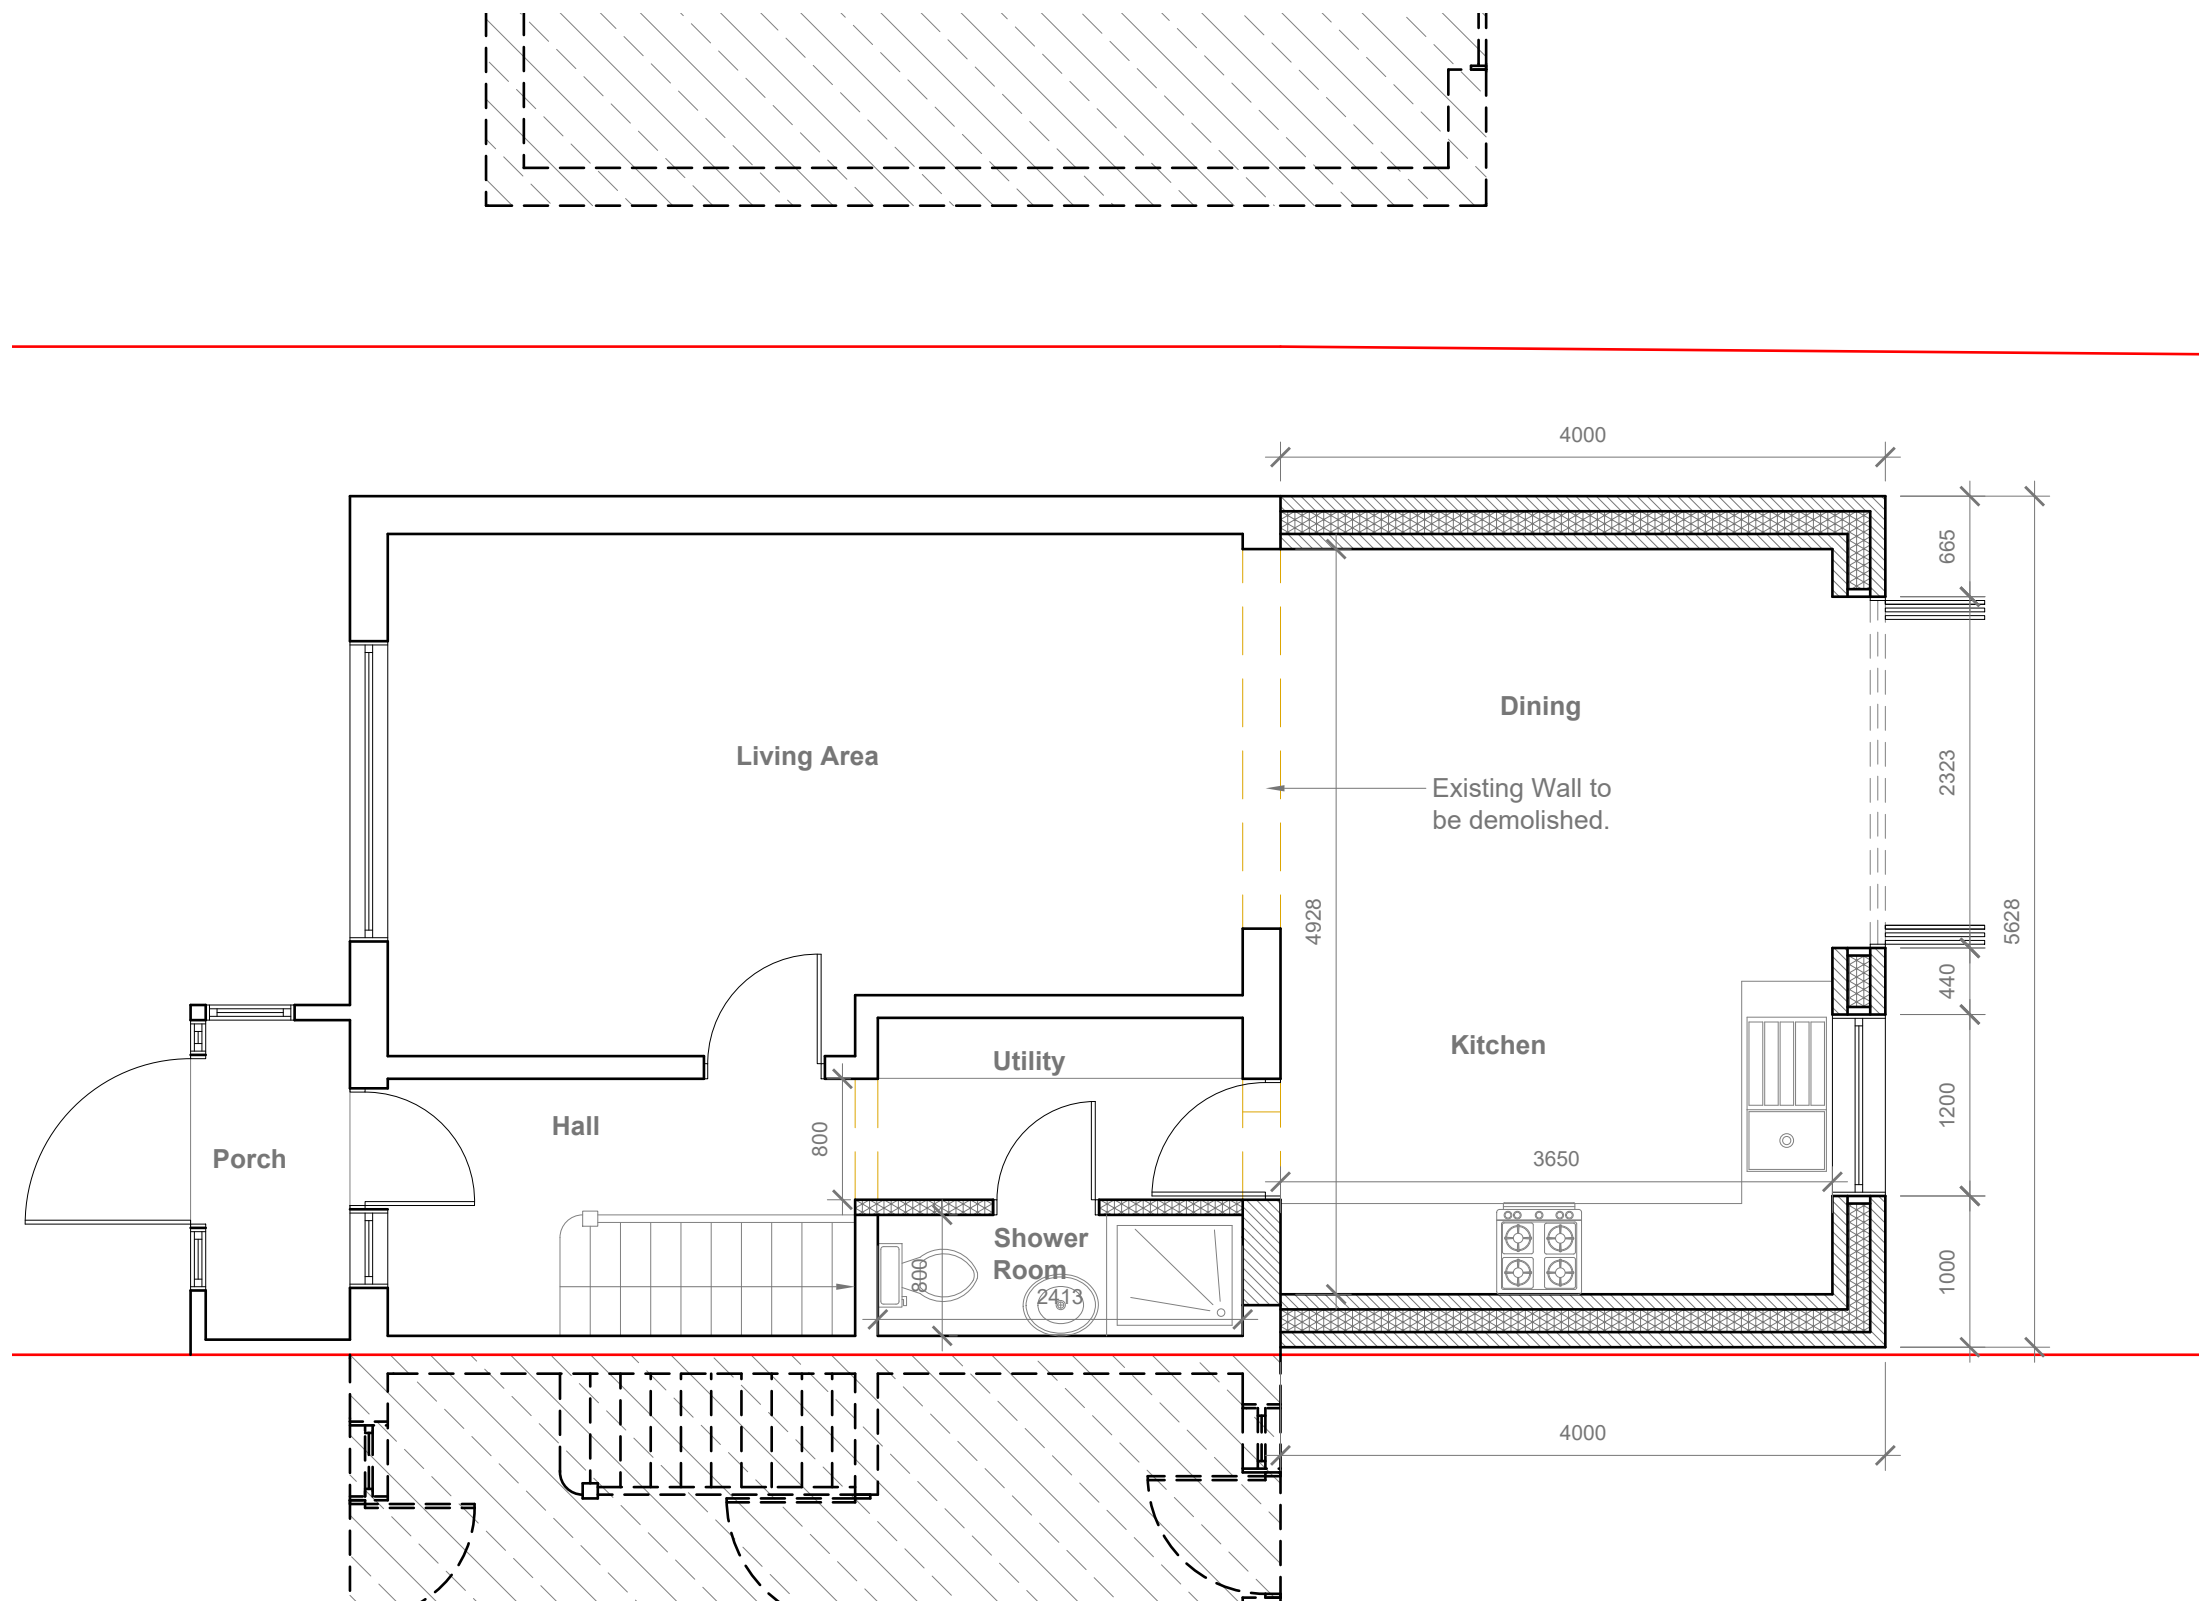 4000
665
Dining
2323
Living Area
Existing Wall to
be demolished.
4928
5628
440
Kitchen
Utility
Hall
1200
800
Porch
3650
Shower
Room
800
2413
1000
4000